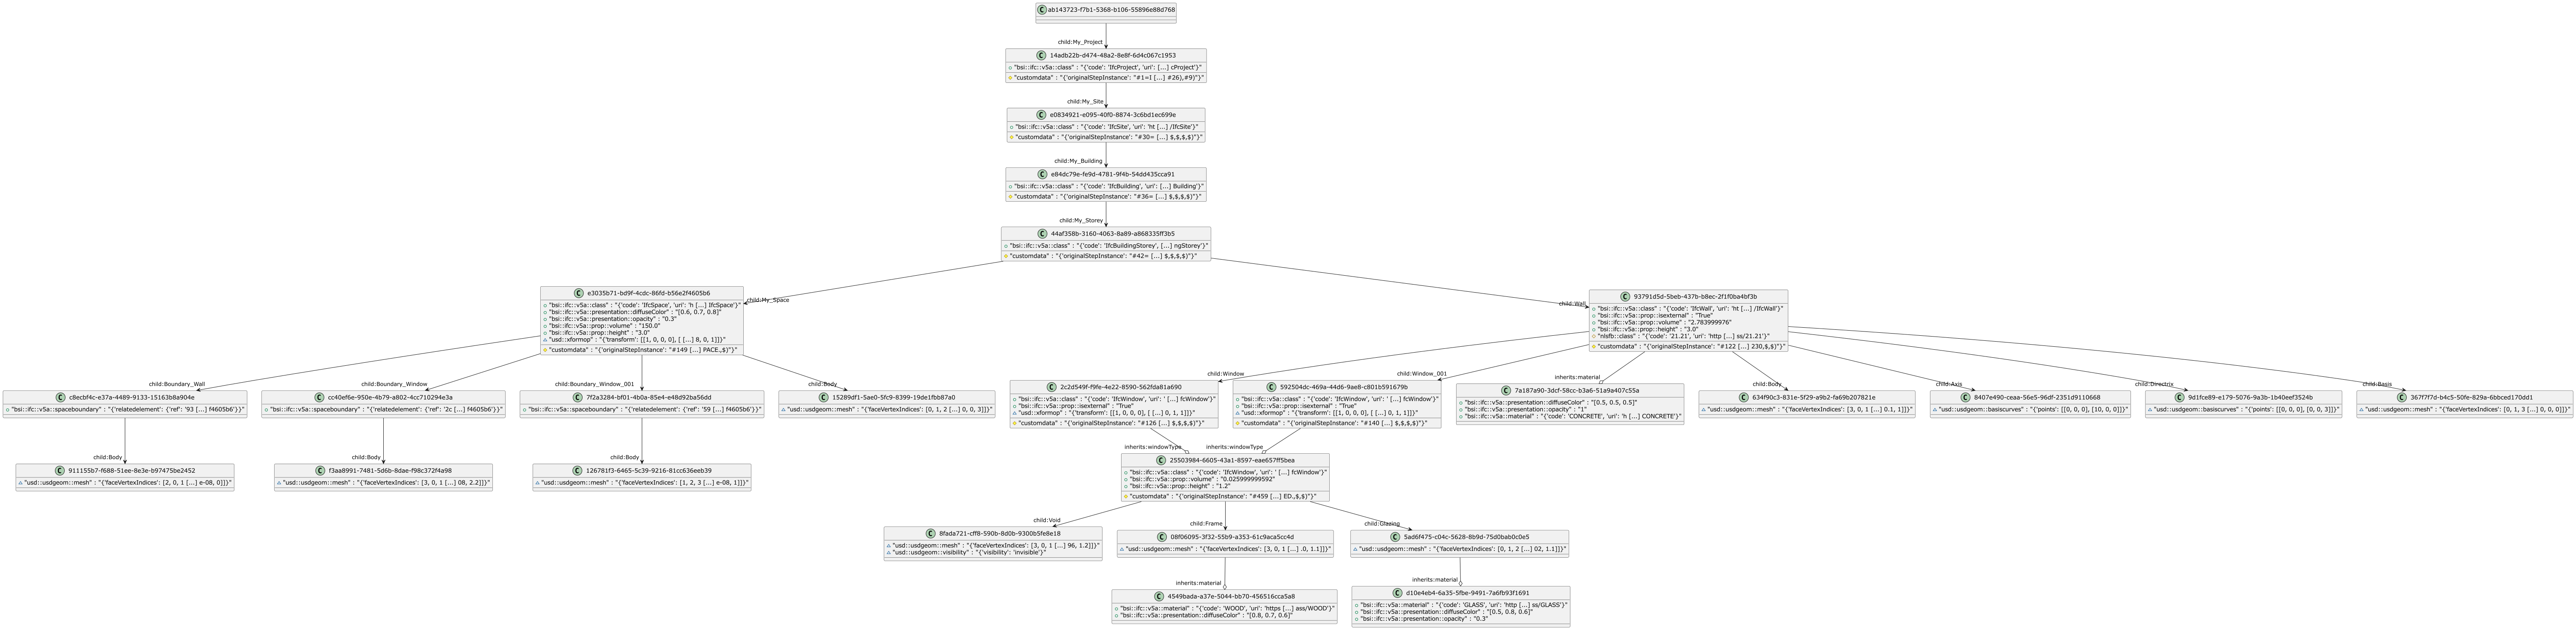 ab143723-f7b1-5368-b106-55896e88d768
child:My_Project
14adb22b-d474-48a2-8e8f-6d4c067c1953
"bsi::ifc::v5a::class" : "{'code': 'IfcProject', 'uri': [...] cProject'}"
"customdata" : "{'originalStepInstance': "#1=I [...] #26),#9)"}"
child:My_Site
e0834921-e095-40f0-8874-3c6bd1ec699e
"bsi::ifc::v5a::class" : "{'code': 'IfcSite', 'uri': 'ht [...] /IfcSite'}"
"customdata" : "{'originalStepInstance': "#30= [...] $,$,$,$)"}"
child:My_Building
e84dc79e-fe9d-4781-9f4b-54dd435cca91
"bsi::ifc::v5a::class" : "{'code': 'IfcBuilding', 'uri': [...] Building'}"
"customdata" : "{'originalStepInstance': "#36= [...] $,$,$,$)"}"
child:My_Storey
44af358b-3160-4063-8a89-a868335ff3b5
"bsi::ifc::v5a::class" : "{'code': 'IfcBuildingStorey', [...] ngStorey'}"
"customdata" : "{'originalStepInstance': "#42= [...] $,$,$,$)"}"
child:My_Space
e3035b71-bd9f-4cdc-86fd-b56e2f4605b6
"bsi::ifc::v5a::class" : "{'code': 'IfcSpace', 'uri': 'h [...] IfcSpace'}"
"bsi::ifc::v5a::presentation::diffuseColor" : "[0.6, 0.7, 0.8]"
"bsi::ifc::v5a::presentation::opacity" : "0.3"
"bsi::ifc::v5a::prop::volume" : "150.0"
"bsi::ifc::v5a::prop::height" : "3.0"
"usd::xformop" : "{'transform': [[1, 0, 0, 0], [ [...] 8, 0, 1]]}"
"customdata" : "{'originalStepInstance': "#149 [...] PACE.,$)"}"
child:Wall
93791d5d-5beb-437b-b8ec-2f1f0ba4bf3b
"bsi::ifc::v5a::class" : "{'code': 'IfcWall', 'uri': 'ht [...] /IfcWall'}"
"bsi::ifc::v5a::prop::isexternal" : "True"
"bsi::ifc::v5a::prop::volume" : "2.783999976"
"bsi::ifc::v5a::prop::height" : "3.0"
"nlsfb::class" : "{'code': '21.21', 'uri': 'http [...] ss/21.21'}"
"customdata" : "{'originalStepInstance': "#122 [...] 230,$,$)"}"
child:Boundary_Wall
c8ecbf4c-e37a-4489-9133-15163b8a904e
"bsi::ifc::v5a::spaceboundary" : "{'relatedelement': {'ref': '93 [...] f4605b6'}}"
child:Boundary_Window
cc40ef6e-950e-4b79-a802-4cc710294e3a
"bsi::ifc::v5a::spaceboundary" : "{'relatedelement': {'ref': '2c [...] f4605b6'}}"
child:Boundary_Window_001
7f2a3284-bf01-4b0a-85e4-e48d92ba56dd
"bsi::ifc::v5a::spaceboundary" : "{'relatedelement': {'ref': '59 [...] f4605b6'}}"
child:Body
15289df1-5ae0-5fc9-8399-19de1fbb87a0
"usd::usdgeom::mesh" : "{'faceVertexIndices': [0, 1, 2 [...] 0, 0, 3]]}"
child:Window
2c2d549f-f9fe-4e22-8590-562fda81a690
"bsi::ifc::v5a::class" : "{'code': 'IfcWindow', 'uri': ' [...] fcWindow'}"
"bsi::ifc::v5a::prop::isexternal" : "True"
"usd::xformop" : "{'transform': [[1, 0, 0, 0], [ [...] 0, 1, 1]]}"
"customdata" : "{'originalStepInstance': "#126 [...] $,$,$,$)"}"
child:Window_001
592504dc-469a-44d6-9ae8-c801b591679b
"bsi::ifc::v5a::class" : "{'code': 'IfcWindow', 'uri': ' [...] fcWindow'}"
"bsi::ifc::v5a::prop::isexternal" : "True"
"usd::xformop" : "{'transform': [[1, 0, 0, 0], [ [...] 0, 1, 1]]}"
"customdata" : "{'originalStepInstance': "#140 [...] $,$,$,$)"}"
inherits:material
7a187a90-3dcf-58cc-b3a6-51a9a407c55a
"bsi::ifc::v5a::presentation::diffuseColor" : "[0.5, 0.5, 0.5]"
"bsi::ifc::v5a::presentation::opacity" : "1"
"bsi::ifc::v5a::material" : "{'code': 'CONCRETE', 'uri': 'h [...] CONCRETE'}"
child:Body
634f90c3-831e-5f29-a9b2-fa69b207821e
"usd::usdgeom::mesh" : "{'faceVertexIndices': [3, 0, 1 [...] 0.1, 1]]}"
child:Axis
8407e490-ceaa-56e5-96df-2351d9110668
"usd::usdgeom::basiscurves" : "{'points': [[0, 0, 0], [10, 0, 0]]}"
child:Directrix
9d1fce89-e179-5076-9a3b-1b40eef3524b
"usd::usdgeom::basiscurves" : "{'points': [[0, 0, 0], [0, 0, 3]]}"
child:Basis
367f7f7d-b4c5-50fe-829a-6bbced170dd1
"usd::usdgeom::mesh" : "{'faceVertexIndices': [0, 1, 3 [...] 0, 0, 0]]}"
child:Body
911155b7-f688-51ee-8e3e-b97475be2452
"usd::usdgeom::mesh" : "{'faceVertexIndices': [2, 0, 1 [...] e-08, 0]]}"
child:Body
f3aa8991-7481-5d6b-8dae-f98c372f4a98
"usd::usdgeom::mesh" : "{'faceVertexIndices': [3, 0, 1 [...] 08, 2.2]]}"
child:Body
126781f3-6465-5c39-9216-81cc636eeb39
"usd::usdgeom::mesh" : "{'faceVertexIndices': [1, 2, 3 [...] e-08, 1]]}"
inherits:windowType
inherits:windowType
25503984-6605-43a1-8597-eae657ff5bea
"bsi::ifc::v5a::class" : "{'code': 'IfcWindow', 'uri': ' [...] fcWindow'}"
"bsi::ifc::v5a::prop::volume" : "0.025999999592"
"bsi::ifc::v5a::prop::height" : "1.2"
"customdata" : "{'originalStepInstance': "#459 [...] ED.,$,$)"}"
child:Void
8fada721-cff8-590b-8d0b-9300b5fe8e18
"usd::usdgeom::mesh" : "{'faceVertexIndices': [3, 0, 1 [...] 96, 1.2]]}"
"usd::usdgeom::visibility" : "{'visibility': 'invisible'}"
child:Frame
08f06095-3f32-55b9-a353-61c9aca5cc4d
"usd::usdgeom::mesh" : "{'faceVertexIndices': [3, 0, 1 [...] .0, 1.1]]}"
child:Glazing
5ad6f475-c04c-5628-8b9d-75d0bab0c0e5
"usd::usdgeom::mesh" : "{'faceVertexIndices': [0, 1, 2 [...] 02, 1.1]]}"
inherits:material
4549bada-a37e-5044-bb70-456516cca5a8
"bsi::ifc::v5a::material" : "{'code': 'WOOD', 'uri': 'https [...] ass/WOOD'}"
"bsi::ifc::v5a::presentation::diffuseColor" : "[0.8, 0.7, 0.6]"
inherits:material
d10e4eb4-6a35-5fbe-9491-7a6fb93f1691
"bsi::ifc::v5a::material" : "{'code': 'GLASS', 'uri': 'http [...] ss/GLASS'}"
"bsi::ifc::v5a::presentation::diffuseColor" : "[0.5, 0.8, 0.6]"
"bsi::ifc::v5a::presentation::opacity" : "0.3"